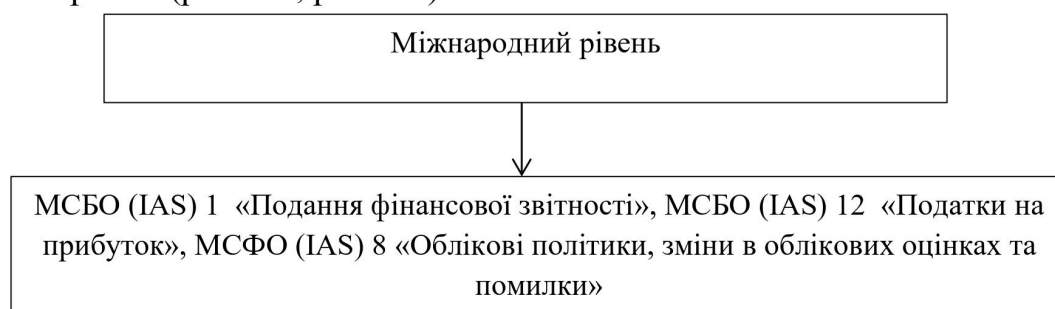 Міжнародний рівень
МСБО (IAS) 1 «Подання фінансової звітності», МСБО (IAS) 12 «Податки на
прибуток», МСФО (IAS) 8 «Облікові політики, зміни в облікових оцінках та
помилки»